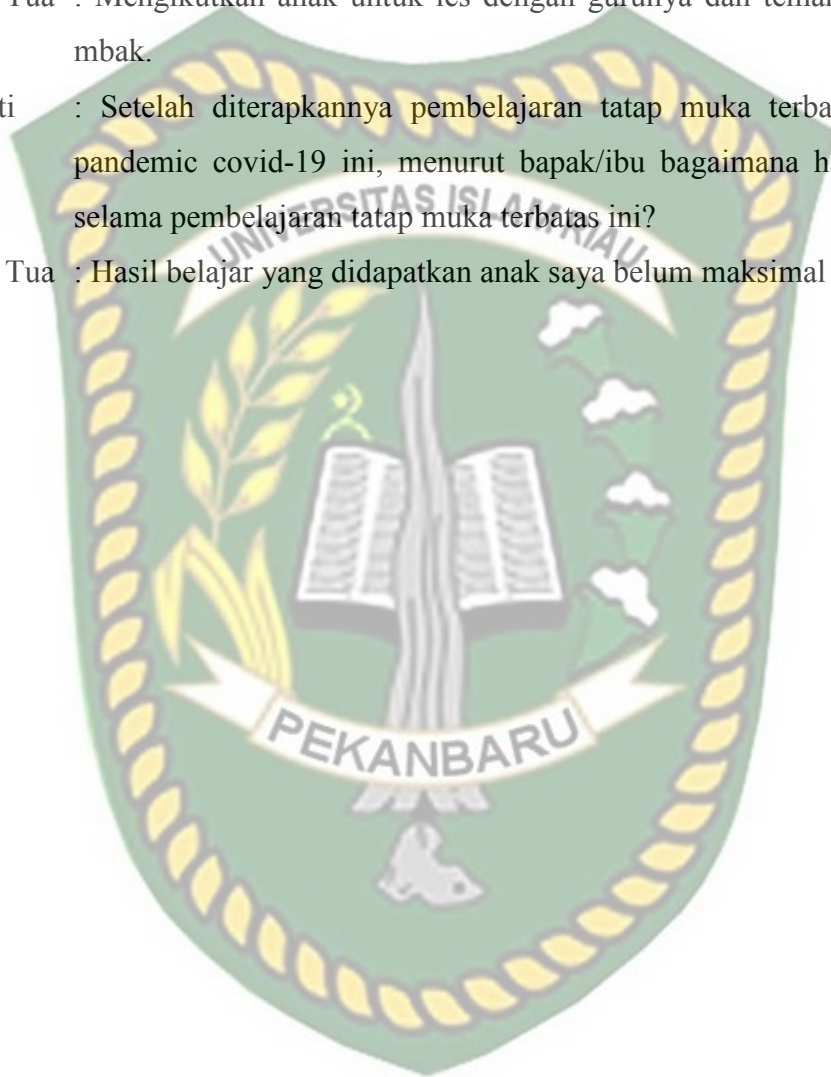 Tua : Mengikutkan anak untuk les dengan gurunya dan
mbak.
ti : Setelah diterapkannya pembelajaran tatap muka
pandemic covid-19 ini, menurut bapak/ibu bagaimana
selama pembelajaran tatap muka terbatas ini?
Tua : Hasil belajar yang didapatkan anak saya belum maksimal
UNIVERSITAS ISLAM RIAU
PEKANBARU